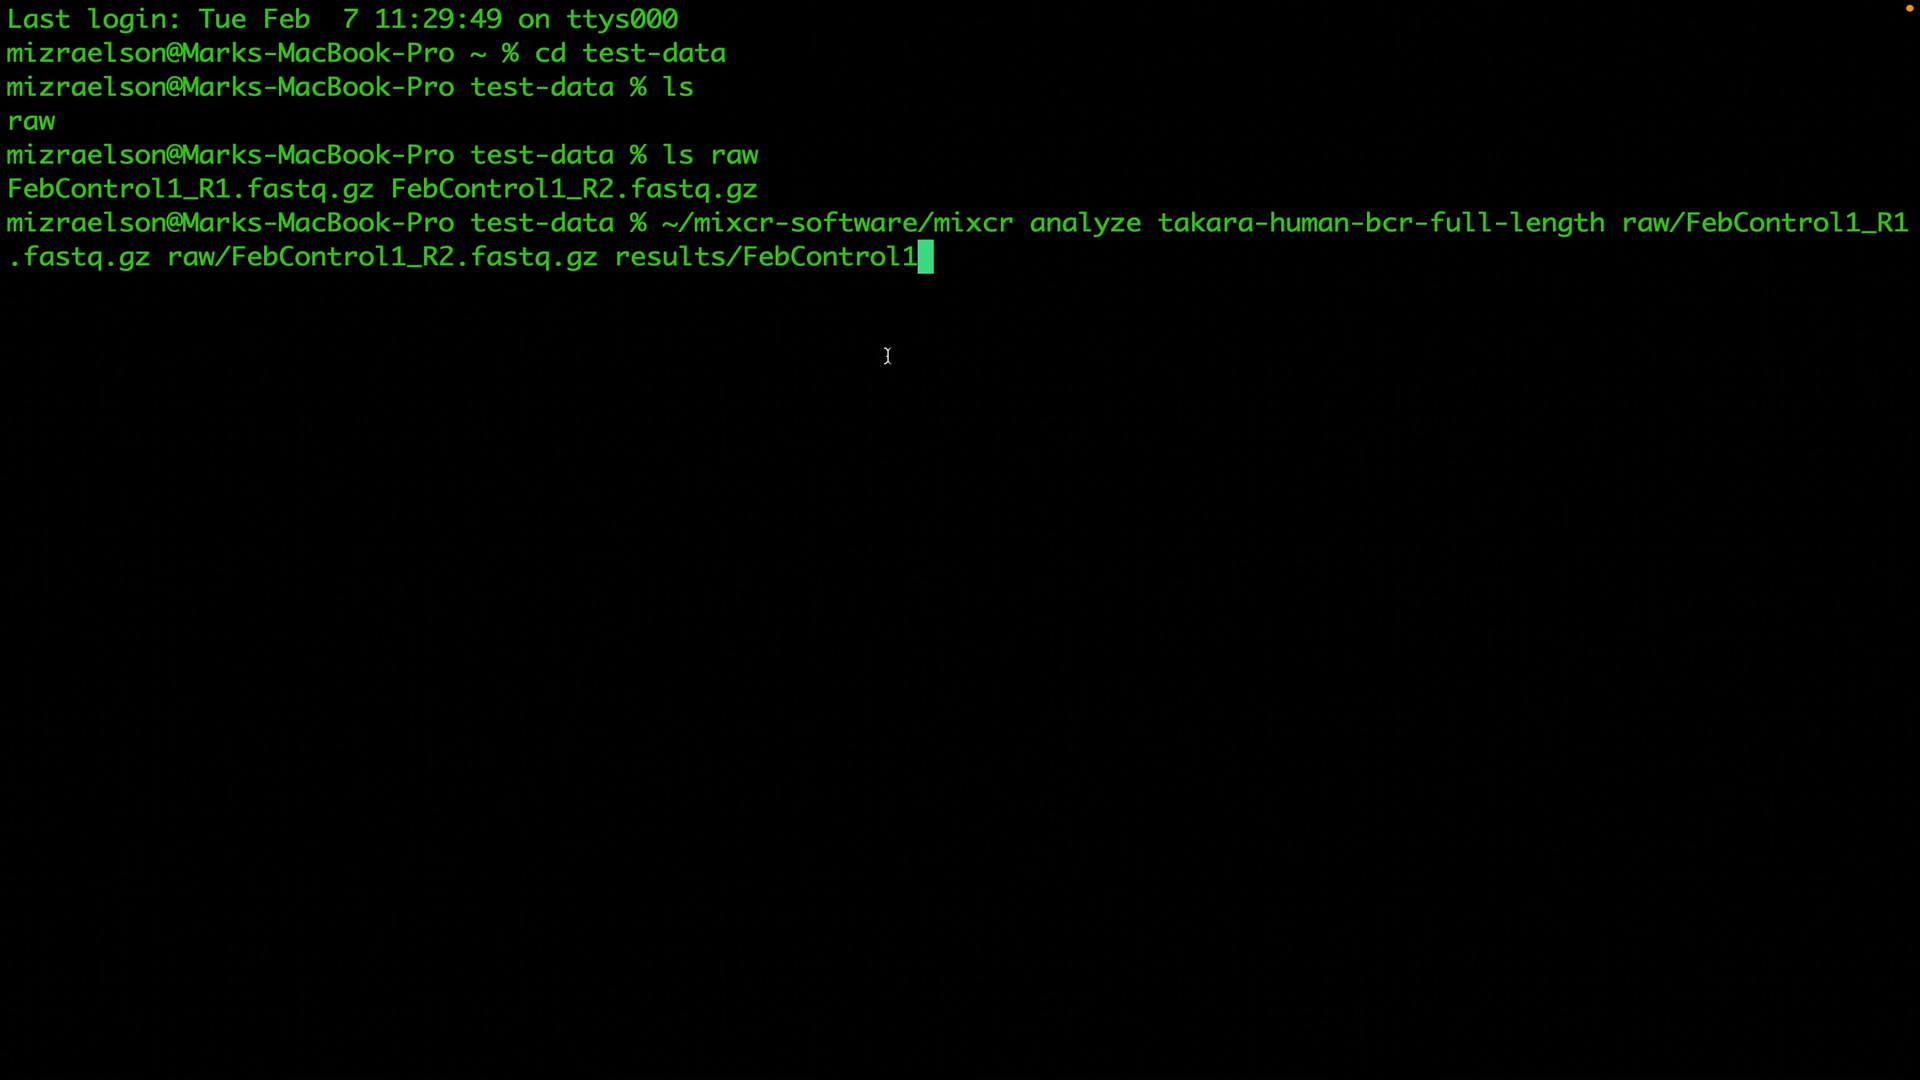 Last login: Tue Feb  7 11:29:49 on ttys000
mizraelson@Marks-MacBook-Pro ~ % cd test-data
mizraelson@Marks-MacBook-Pro test-data % ls
raw
mizraelson@Marks-MacBook-Pro test-data % ls raw
FebControl1_R1.fastq.gz FebControl1_R2.fastq.gz
mizraelson@Marks-MacBook-Pro test-data % ~/mixcr-software/mixcr analyze takara-human-bcr-full-length raw/FebControl1_R1
.fastq.gz raw/FebControl1_R2.fastq.gz results/FebControl1